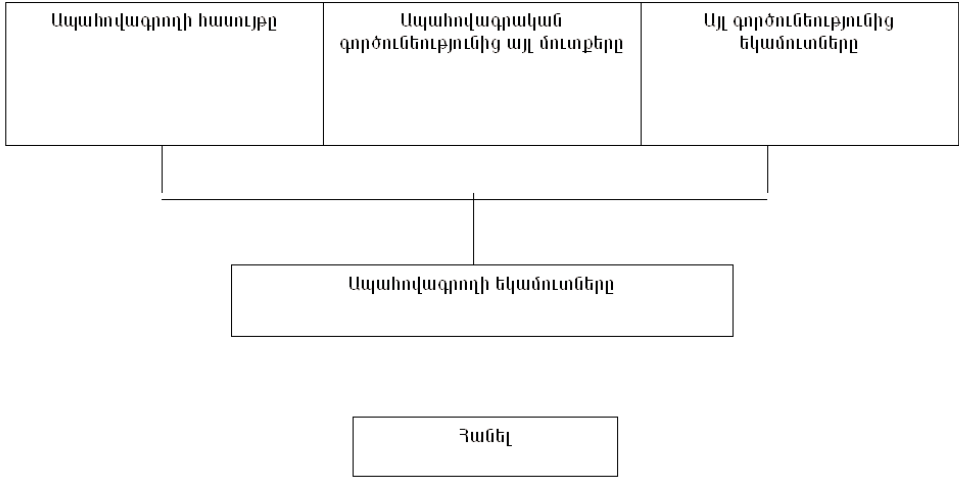 Ապահովագրողի հասույթը
Ապահովագրական
գործունեությունից այլ մուտքերը
Այլ գործունեությունից
եկամուտները
Ապահովագրողի եկամուտները
Հանել